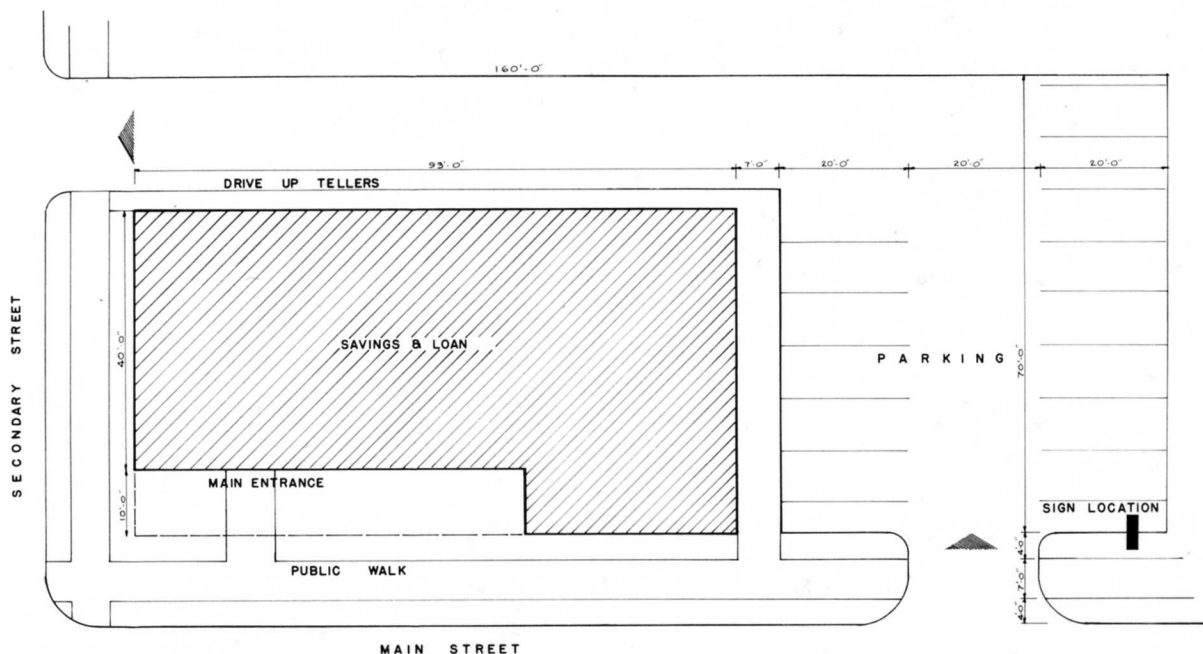 160'-0"
93'-0"
7'-0"
20'-0"
20'-0"
20'-0"
DRIVE UP TELLERS
SECONDARY STREET
40'-0"
SAVINGS & LOAN
PARKING
70'-0"
MAIN ENTRANCE
10'-0"
SIGN LOCATION
4'-0"
7'-0"
4'-0"
PUBLIC WALK
MAIN STREET